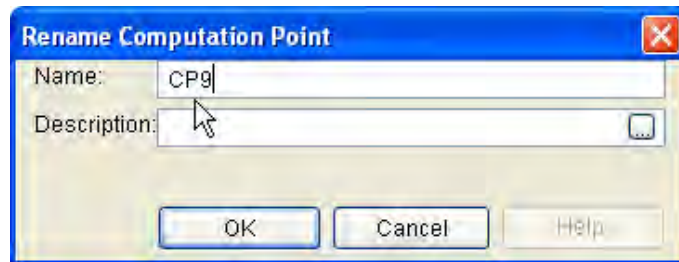 Rename Computation Point
Name: CP9
Description: ...
OK Cancel Help